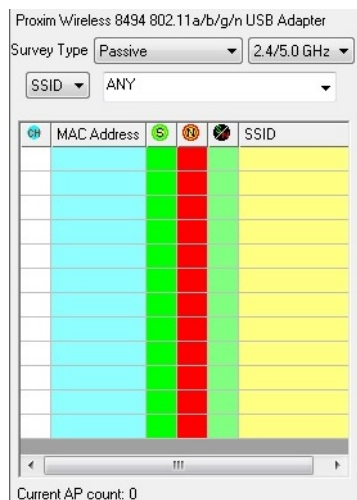 Proxim Wireless 8494 802.11a/b/g/n USB Adapter
Survey Type Passive 2.4/5.0 GHz
SSID ANY
CH MAC Address S N SSID
Current AP count: 0